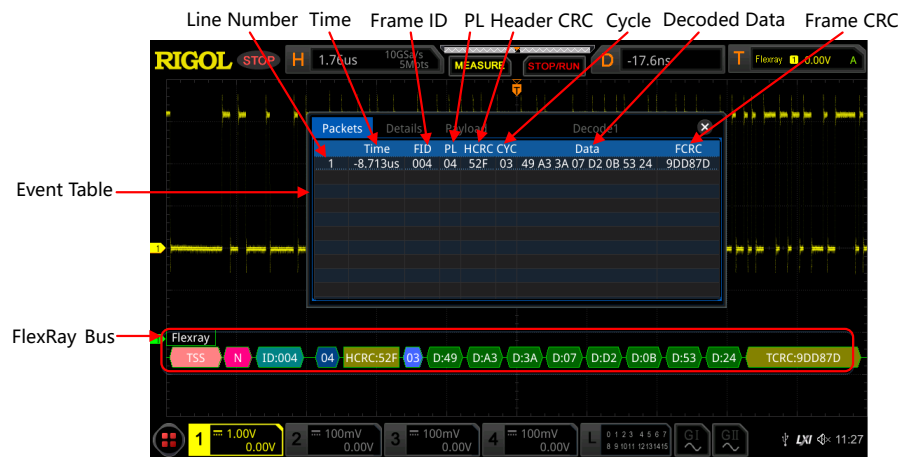 Line Number Time Frame ID PL Header CRC Cycle Decoded Data Frame CRC
RIGOL STOP H 1.76us 10GSa/s 5Mpts MEASURE STOP/RUN D -17.6ns T Flexray 1 0.00V A
T
Packets Details Payload Decode1
Time FID PL HCRC CYC Data FCRC
1 -8.713us 004 04 52F 03 49 A3 3A 07 D2 0B 53 24 9DD87D
Event Table
1
FlexRay Bus
Flexray
TSS N ID:004 04 HCRC:52F 03 D:49 D:A3 D:3A D:07 D:D2 D:0B D:53 D:24 TCRC:9DD87D
1 1.00V 0.00V 2 100mV 0.00V 3 100mV 0.00V 4 100mV 0.00V L 0 1 2 3 4 5 6 7 8 9 10 11 12 13 14 15 GI GII LXI 11:27